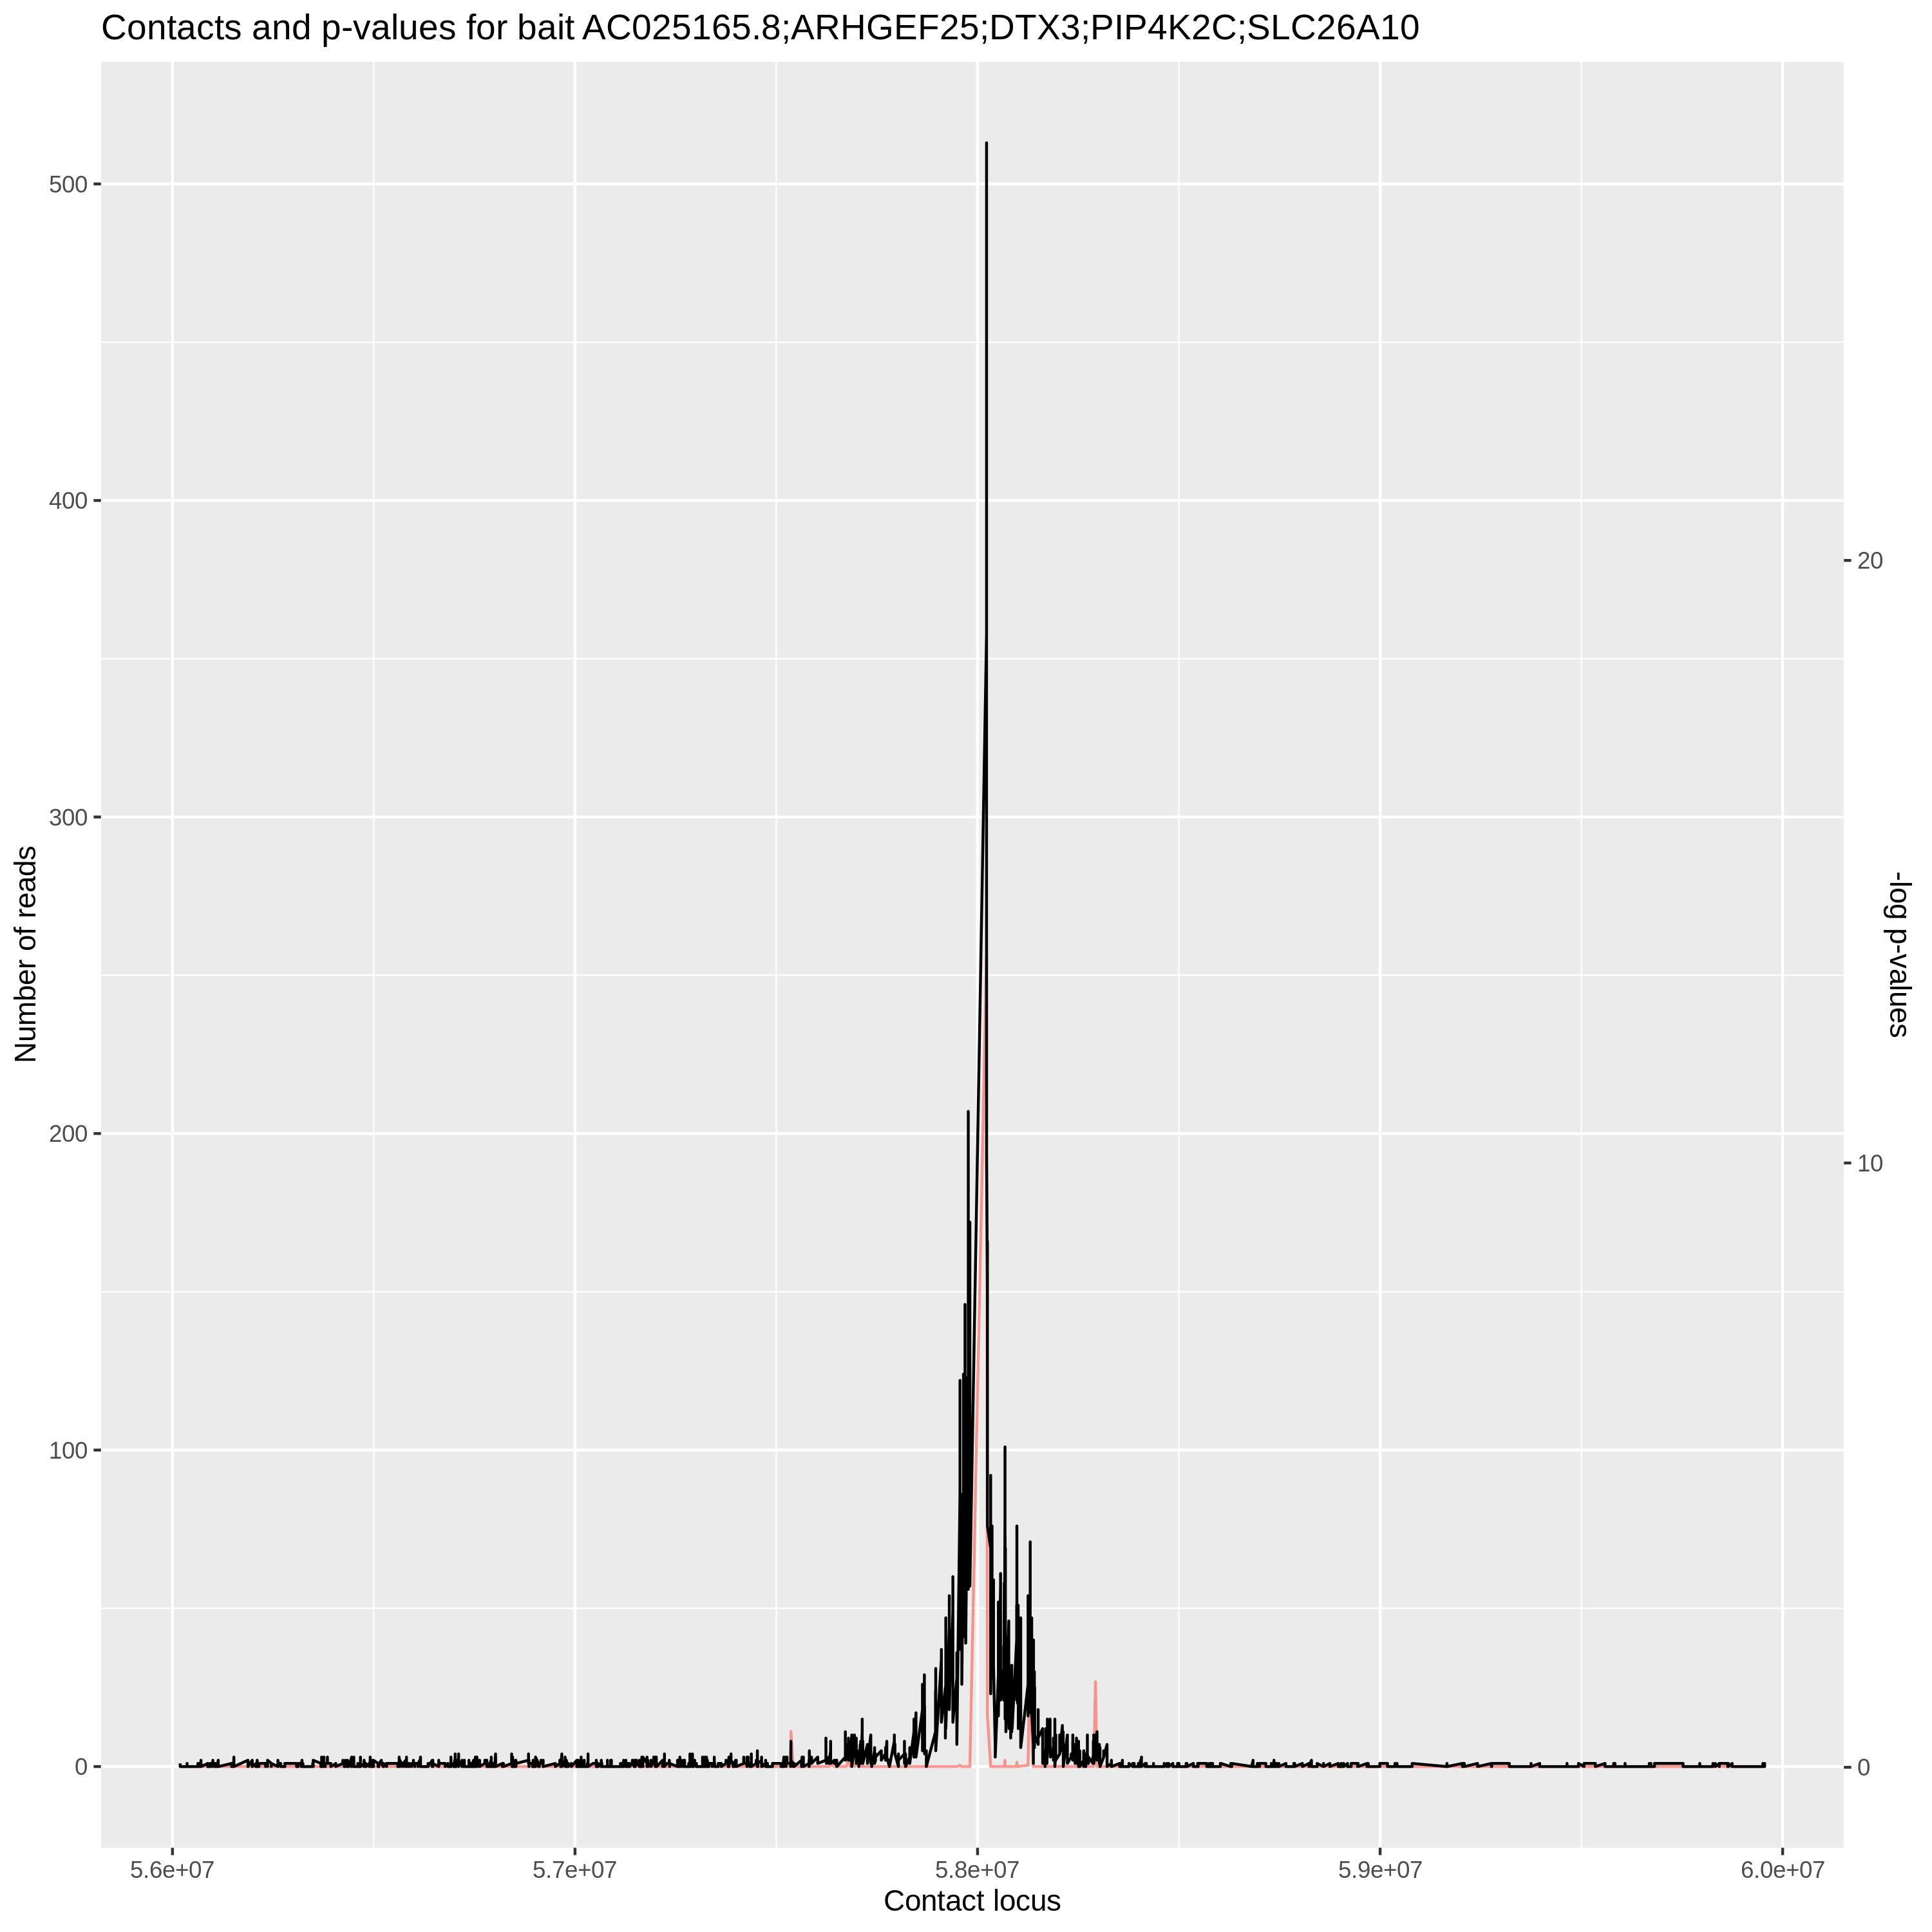 Contacts and p-values for bait AC025165.8;ARHGEF25;DTX3;PIP4K2C;SLC26A10
Number of reads
500
400
300
200
100
0
20
10
0
-log p-values
5.6e+07
5.7e+07
5.8e+07
5.9e+07
6.0e+07
Contact locus